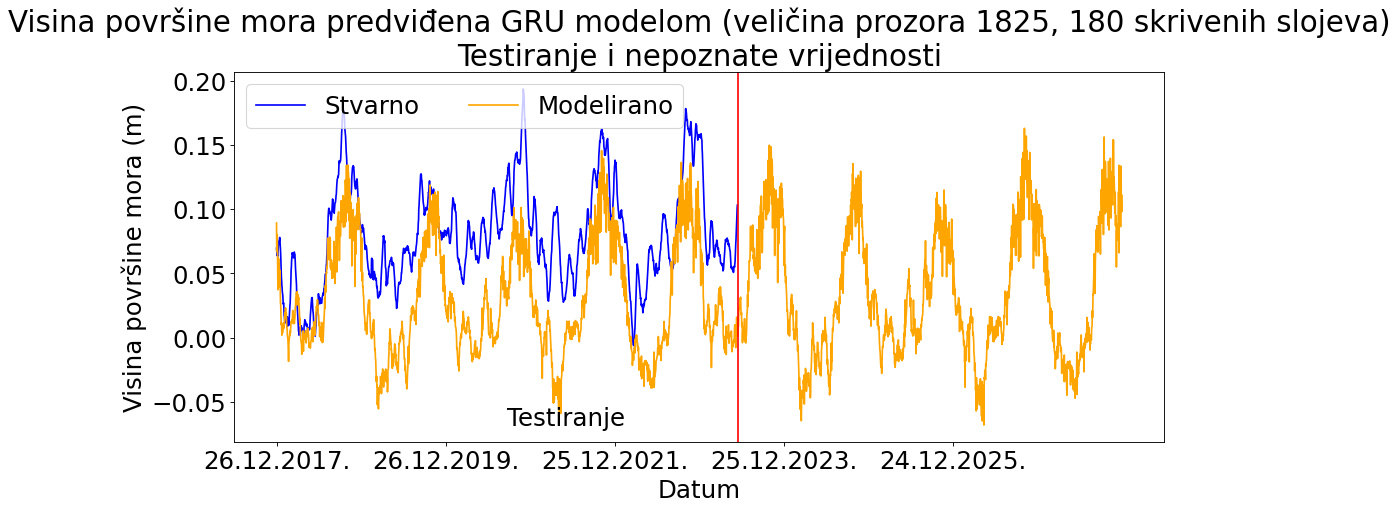 Visina površine mora predviđena GRU modelom (veličina prozora 1825, 180 skrivenih slojeva)
Testiranje i nepoznate vrijednosti
Stvarno Modelirano
Visina površine mora (m)
0.20
0.15
0.10
0.05
0.00
−0.05
Testiranje
26.12.2017. 26.12.2019. 25.12.2021. 25.12.2023. 24.12.2025.
Datum